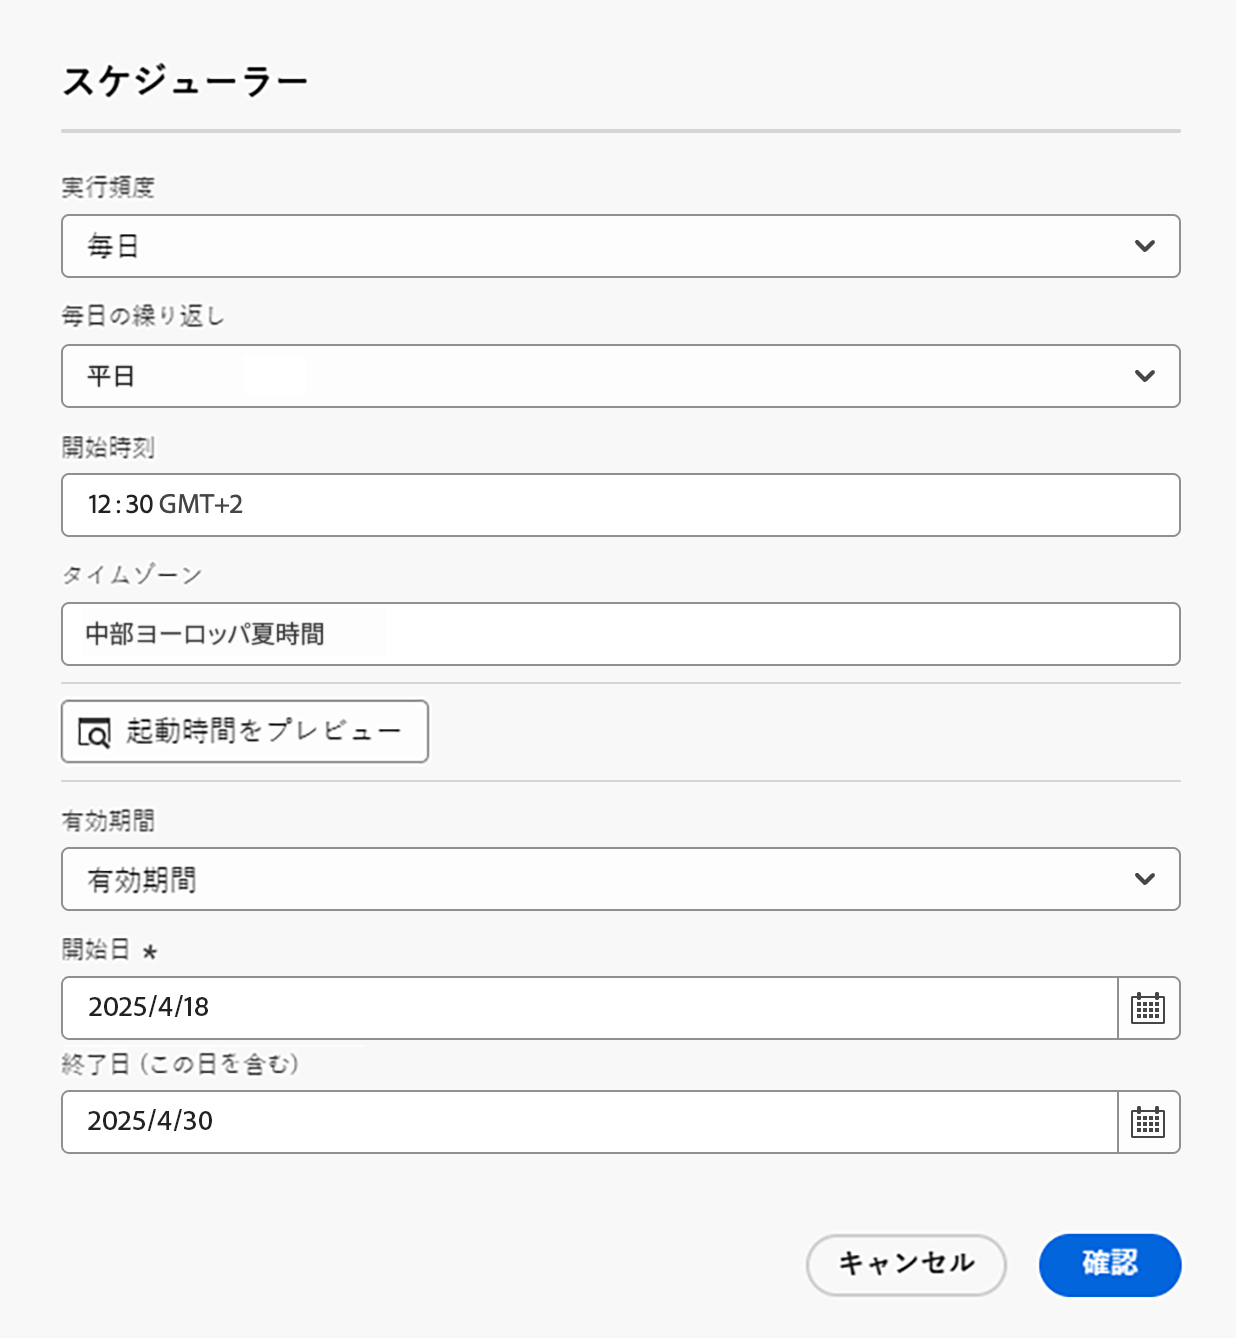 スケジューラー
実行頻度
毎日
毎日の繰り返し
平日
開始時刻
12:30 GMT+2
タイムゾーン
中部ヨーロッパ夏時間
起動時間をプレビュー
有効期間
有効期間
開始日 *
2025/4/18
終了日 (この日を含む)
2025/4/30
キャンセル 確認